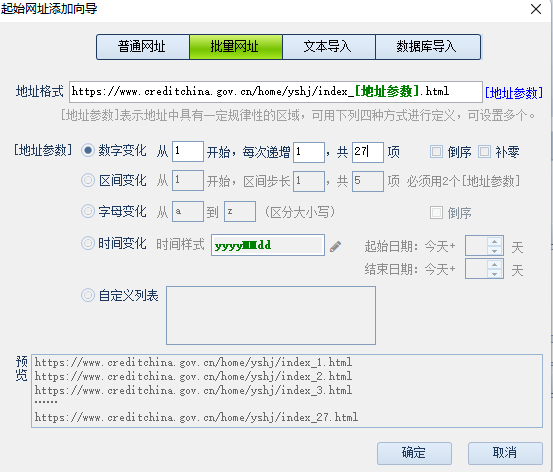 起始网址添加向导
普通网址 批量网址 文本导入 数据库导入
地址格式 https://www.creditchina.gov.cn/home/yshj/index_[地址参数].html [地址参数]
[地址参数]表示地址中具有一定规律性的区域，可用下列四种方式进行定义，可设置多个。
[地址参数] 数字变化 从 1 开始，每次递增 1 ，共 27 项 倒序 补零
区间变化 从 1 开始，区间步长 1 ，共 5 项 必须用2个[地址参数]
字母变化 从 a 到 z （区分大小写） 倒序
时间变化 时间样式 yyyyMMdd 起始日期：今天+ 天
结束日期：今天+ 天
自定义列表
预览
https://www.creditchina.gov.cn/home/yshj/index_1.html
https://www.creditchina.gov.cn/home/yshj/index_2.html
https://www.creditchina.gov.cn/home/yshj/index_3.html
······
https://www.creditchina.gov.cn/home/yshj/index_27.html
确定 取消